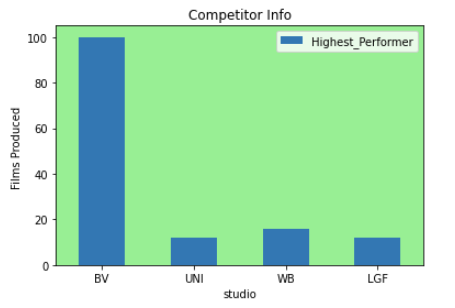 Competitor Info
Highest_Performer
100
80
60
40
20
0
Films Produced
BV UNI WB LGF
studio